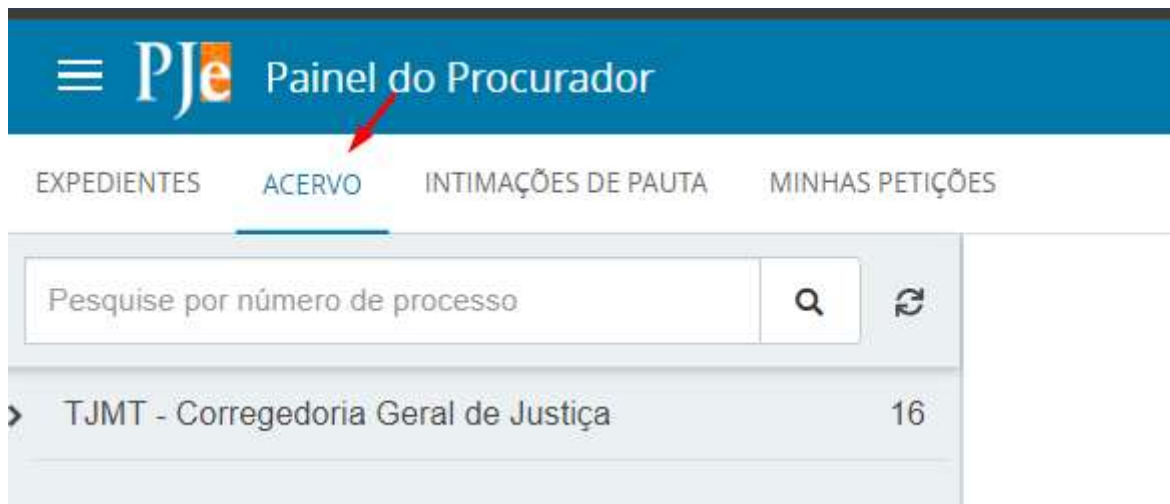 PJe Painel do Procurador
EXPEDIENTES ACERVO INTIMAÇÕES DE PAUTA MINHAS PETIÇÕES
Pesquise por número de processo
TJMT - Corregedoria Geral de Justiça 16